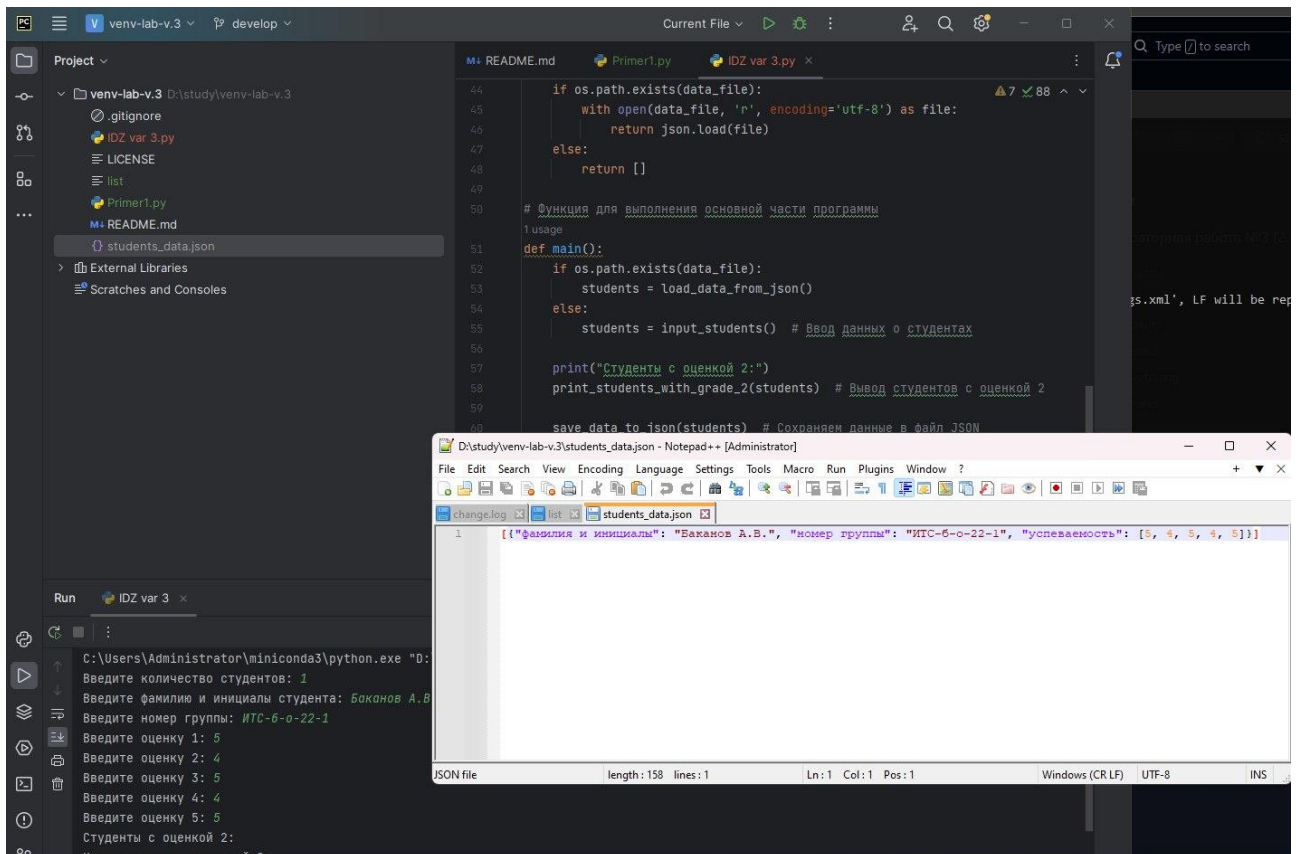 PC V venv-lab-v.3 develop Current File
Type / to search
Project
README.md Primer1.py IDZ var 3.py
venv-lab-v.3 D:\study\venv-lab-v.3
.gitignore
IDZ var 3.py
LICENSE
list
Primer1.py
README.md
students_data.json
External Libraries
Scratches and Consoles
7 88
44 if os.path.exists(data_file):
45 with open(data_file, 'r', encoding='utf-8') as file:
46 return json.load(file)
47 else:
48 return []
49
50 # Функция для выполнения основной части программы
1 usage
51 def main():
52 if os.path.exists(data_file):
53 students = load_data_from_json()
54 else:
55 students = input_students() # Ввод данных о студентах
56
57 print("Студенты с оценкой 2:")
58 print_students_with_grade_2(students) # Вывод студентов с оценкой 2
59
60 save_data_to_json(students) # Сохраняем данные в файл JSON
gs.xml', LF will be rep
D:\study\venv-lab-v.3\students_data.json - Notepad++ [Administrator]
File Edit Search View Encoding Language Settings Tools Macro Run Plugins Window ?
change.log list students_data.json
1 [{"фамилия и инициалы": "Баканов А.В.", "номер группы": "ИТС-б-о-22-1", "успеваемость": [5, 4, 5, 4, 5]}]
JSON file length : 158 lines : 1 Ln : 1 Col : 1 Pos : 1 Windows (CR LF) UTF-8 INS
Run IDZ var 3
C:\Users\Administrator\miniconda3\python.exe "D:
Введите количество студентов: 1
Введите фамилию и инициалы студента: Баканов А.В
Введите номер группы: ИТС-б-о-22-1
Введите оценку 1: 5
Введите оценку 2: 4
Введите оценку 3: 5
Введите оценку 4: 4
Введите оценку 5: 5
Студенты с оценкой 2: